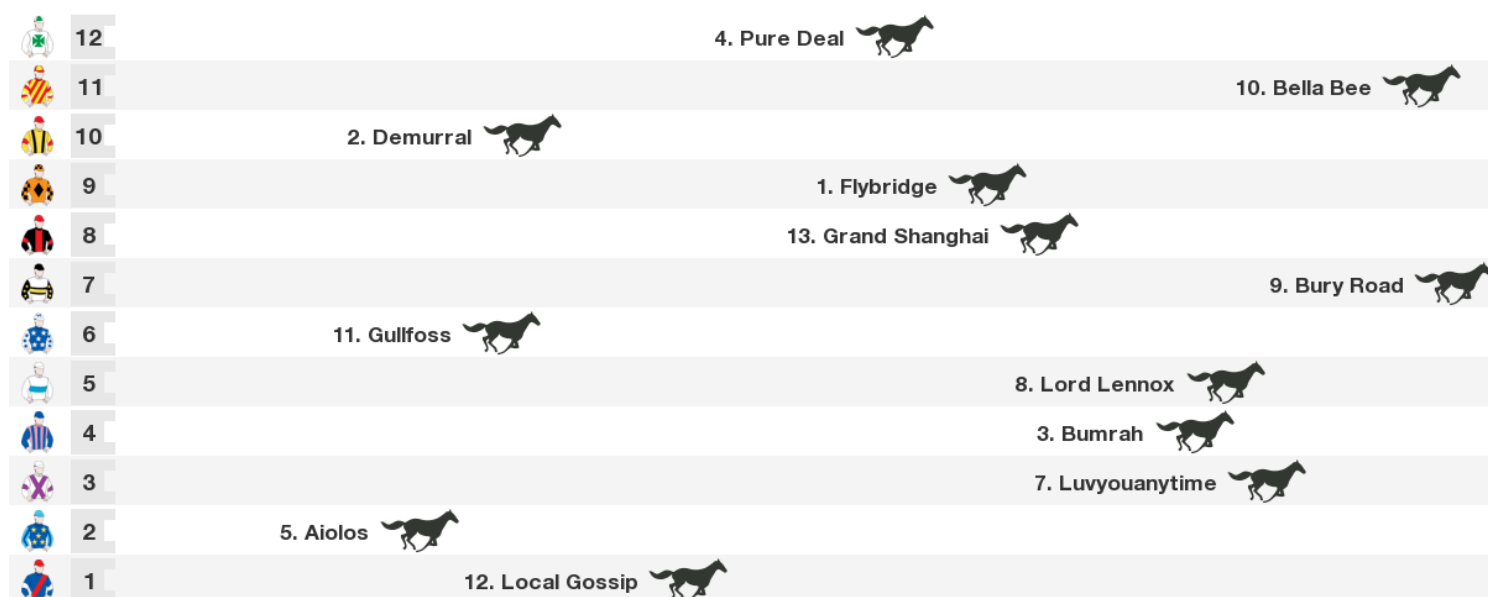 12 4. Pure Deal
11 10. Bella Bee
10 2. Demurral
9 1. Flybridge
8 13. Grand Shanghai
7 9. Bury Road
6 11. Gullfoss
5 8. Lord Lennox
4 3. Bumrah
3 7. Luvyouanytime
2 5. Aiolos
1 12. Local Gossip